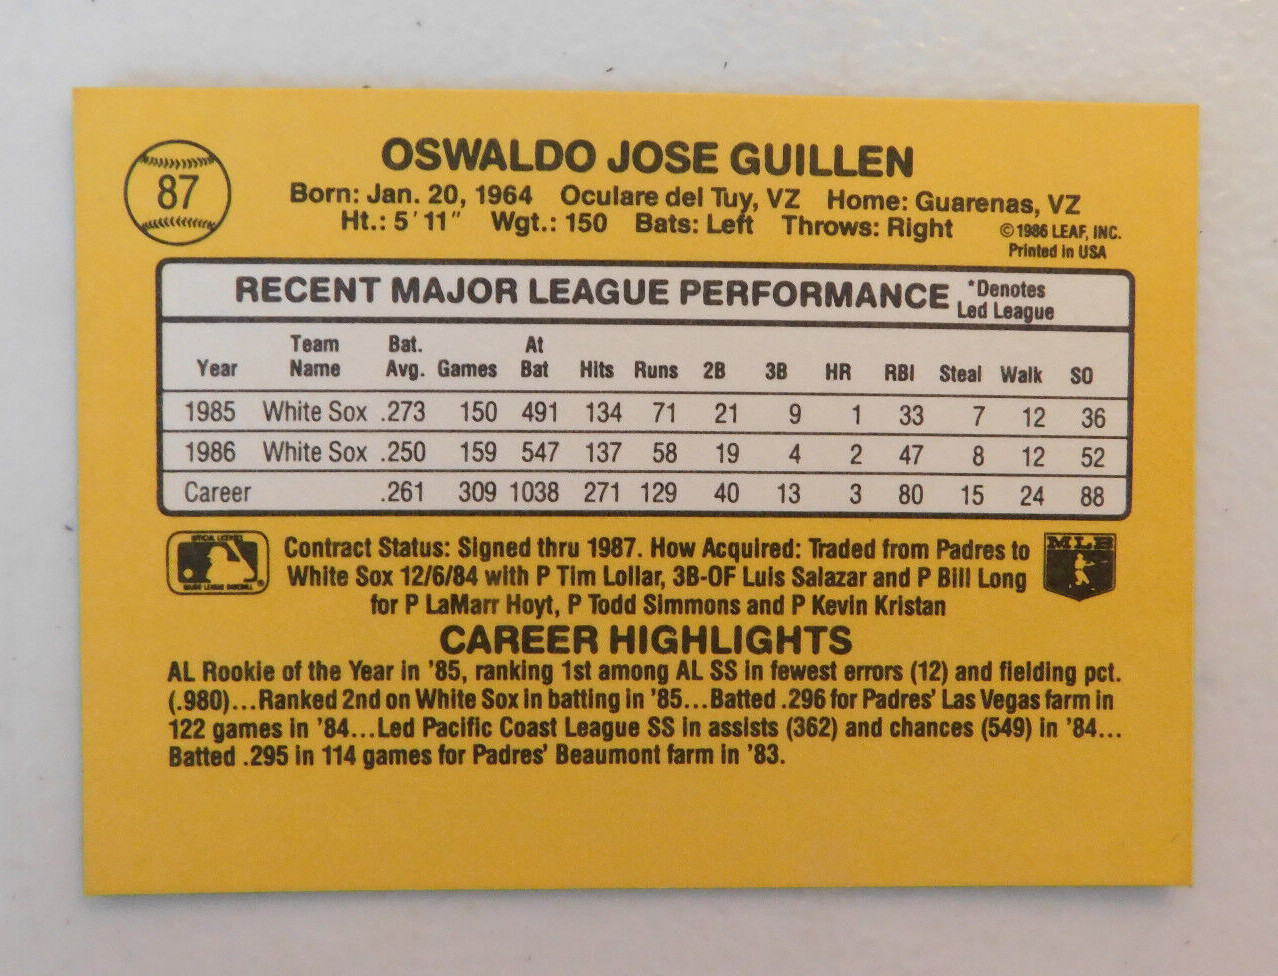 87
OSWALDO JOSE GUILLEN
Born: Jan. 20, 1964 Oculare del Tuy, VZ Home: Guarenas, VZ
Ht.: 5' 11" Wgt.: 150 Bats: Left Throws: Right ©1986 LEAF, INC.
Printed in USA
RECENT MAJOR LEAGUE PERFORMANCE *Denotes
Led League
Team Bat. At
Year Name Avg. Games Bat Hits Runs 2B 3B HR RBI Steal Walk SO
1985 White Sox .273 150 491 134 71 21 9 1 33 7 12 36
1986 White Sox .250 159 547 137 58 19 4 2 47 8 12 52
Career .261 309 1038 271 129 40 13 3 80 15 24 88
Contract Status: Signed thru 1987. How Acquired: Traded from Padres to
White Sox 12/6/84 with P Tim Lollar, 3B-OF Luis Salazar and P Bill Long
for P LaMarr Hoyt, P Todd Simmons and P Kevin Kristan
MLB
CAREER HIGHLIGHTS
AL Rookie of the Year in '85, ranking 1st among AL SS in fewest errors (12) and fielding pct.
(.980)...Ranked 2nd on White Sox in batting in '85...Batted .296 for Padres' Las Vegas farm in
122 games in '84...Led Pacific Coast League SS in assists (362) and chances (549) in '84...
Batted .295 in 114 games for Padres' Beaumont farm in '83.